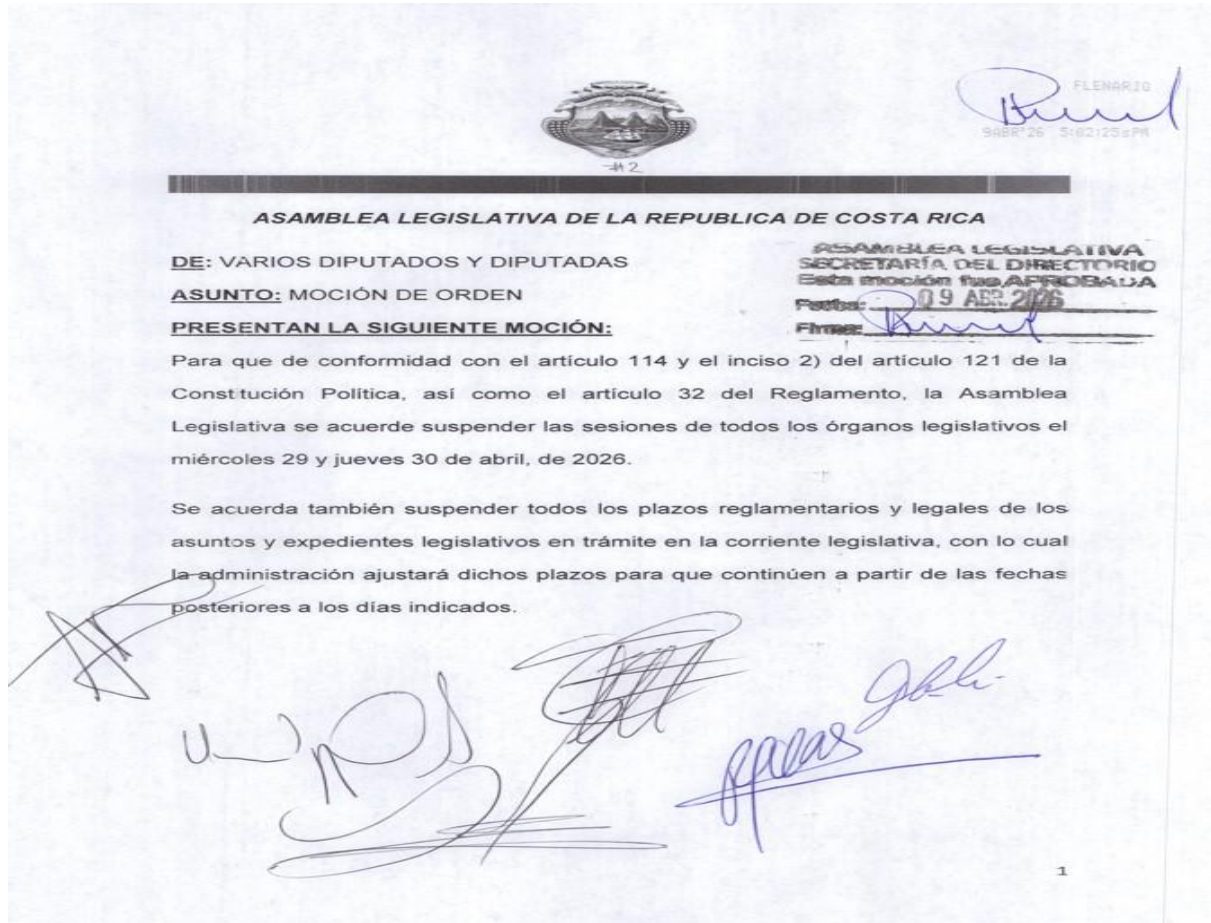 PLENARIO
9ABR'26 5:02:25 PM
#2
ASAMBLEA LEGISLATIVA DE LA REPUBLICA DE COSTA RICA
DE: VARIOS DIPUTADOS Y DIPUTADAS
ASUNTO: MOCIÓN DE ORDEN
PRESENTAN LA SIGUIENTE MOCIÓN:
ASAMBLEA LEGISLATIVA
SECRETARÍA DEL DIRECTORIO
Esta moción fue APROBADA
Fecha: 09 ABR. 2026
Firma:
Para que de conformidad con el artículo 114 y el inciso 2) del artículo 121 de la
Constitución Política, así como el artículo 32 del Reglamento, la Asamblea
Legislativa se acuerde suspender las sesiones de todos los órganos legislativos el
miércoles 29 y jueves 30 de abril, de 2026.
Se acuerda también suspender todos los plazos reglamentarios y legales de los
asuntos y expedientes legislativos en trámite en la corriente legislativa, con lo cual
la administración ajustará dichos plazos para que continúen a partir de las fechas
posteriores a los días indicados.
1